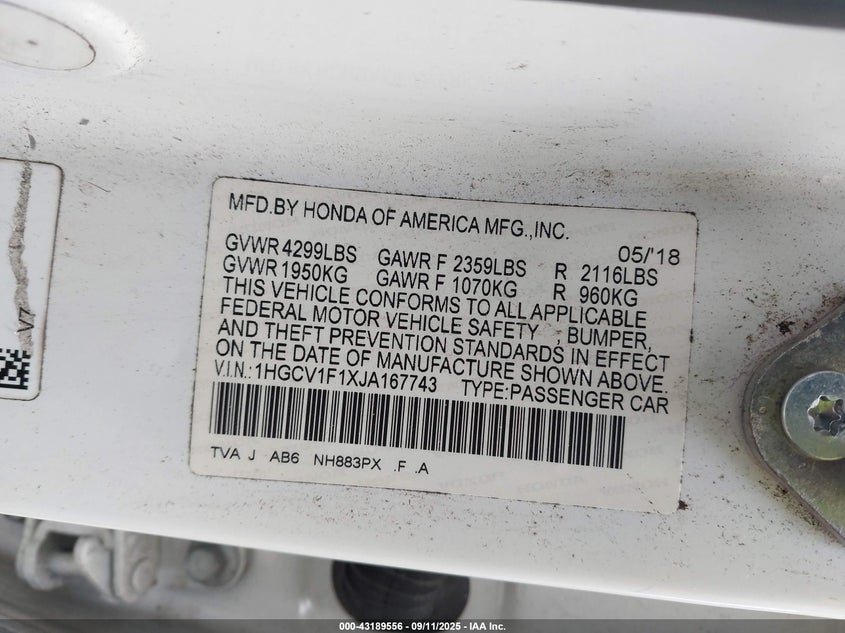 MFD.BY HONDA OF AMERICA MFG.,INC.
05/'18
GVWR 4299LBS GAWR F 2359LBS R 2116LBS
GVWR 1950KG GAWR F 1070KG R 960KG
THIS VEHICLE CONFORMS TO ALL APPLICABLE
FEDERAL MOTOR VEHICLE SAFETY , BUMPER,
AND THEFT PREVENTION STANDARDS IN EFFECT
ON THE DATE OF MANUFACTURE SHOWN ABOVE.
V.I.N.:1HGCV1F1XJA167743 TYPE:PASSENGER CAR
TVA J AB6 NH883PX .F .A
V7
000-43189556 - 09/11/2025 - IAA Inc.